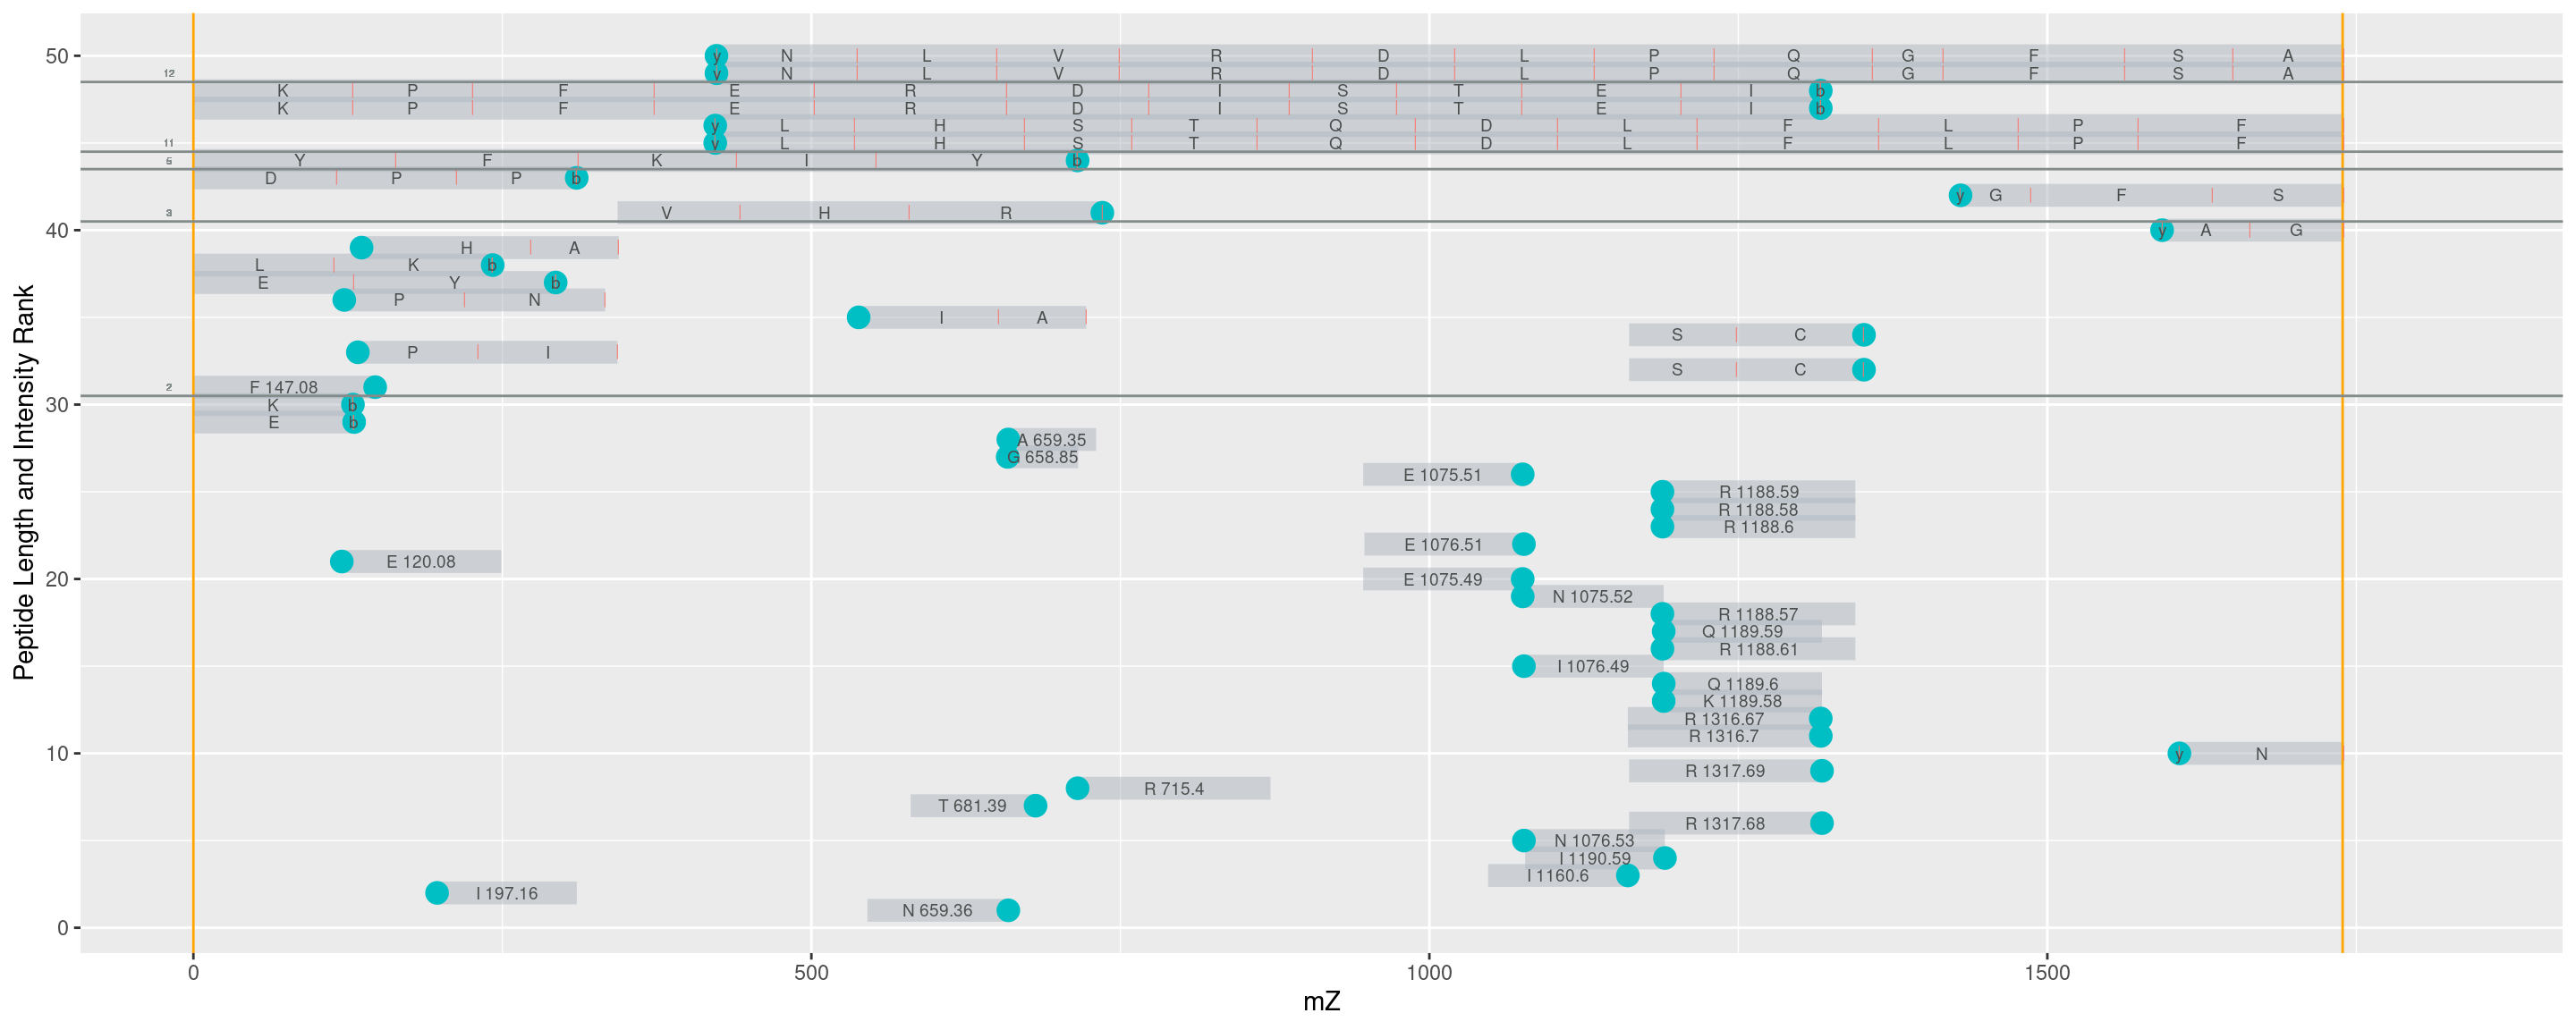 50
y N L V R D L P Q G F S A
12
y N L V R D L P Q G F S A
K P F E R D I S T E I b
K P F E R D I S T E I b
y L H S T Q D L F L P F
11
y L H S T Q D L F L P F
Y F K I Y b
D P P b
y G F S
3
V H R
40
y A G
H A
L K b
E Y b
P N
I A
S C
P I
S C
2
F 147.08
30
K b
E b
A 659.35
G 658.85
E 1075.51
R 1188.59
R 1188.58
R 1188.6
E 1076.51
E 120.08
20
E 1075.49
N 1075.52
R 1188.57
Q 1189.59
R 1188.61
I 1076.49
Q 1189.6
K 1189.58
R 1316.67
R 1316.7
10
y N
R 1317.69
R 715.4
T 681.39
R 1317.68
N 1076.53
I 1190.59
I 1160.6
I 197.16
N 659.36
0
0 500 1000 1500
mZ
Peptide Length and Intensity Rank